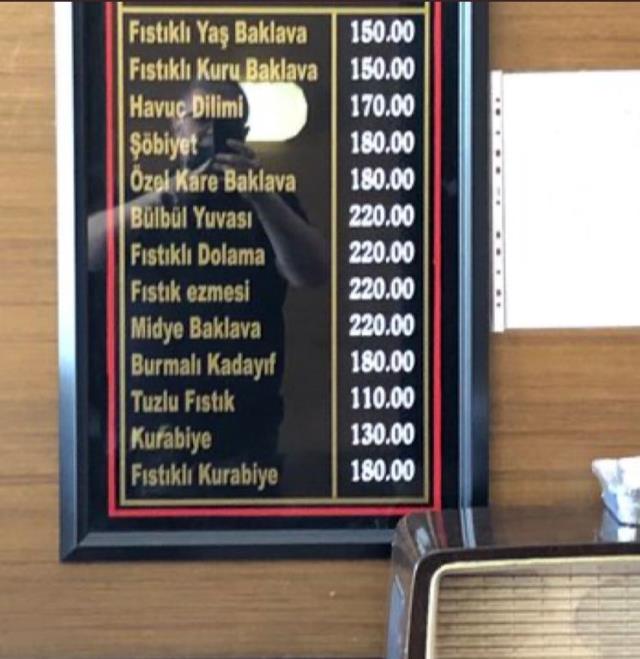 Fıstıklı Yaş Baklava 150.00
Fıstıklı Kuru Baklava 150.00
Havuç Dilimi 170.00
Şöbiyet 180.00
Özel Kare Baklava 180.00
Bülbül Yuvası 220.00
Fıstıklı Dolama 220.00
Fıstık ezmesi 220.00
Midye Baklava 220.00
Burmalı Kadayıf 180.00
Tuzlu Fıstık 110.00
Kurabiye 130.00
Fıstıklı Kurabiye 180.00